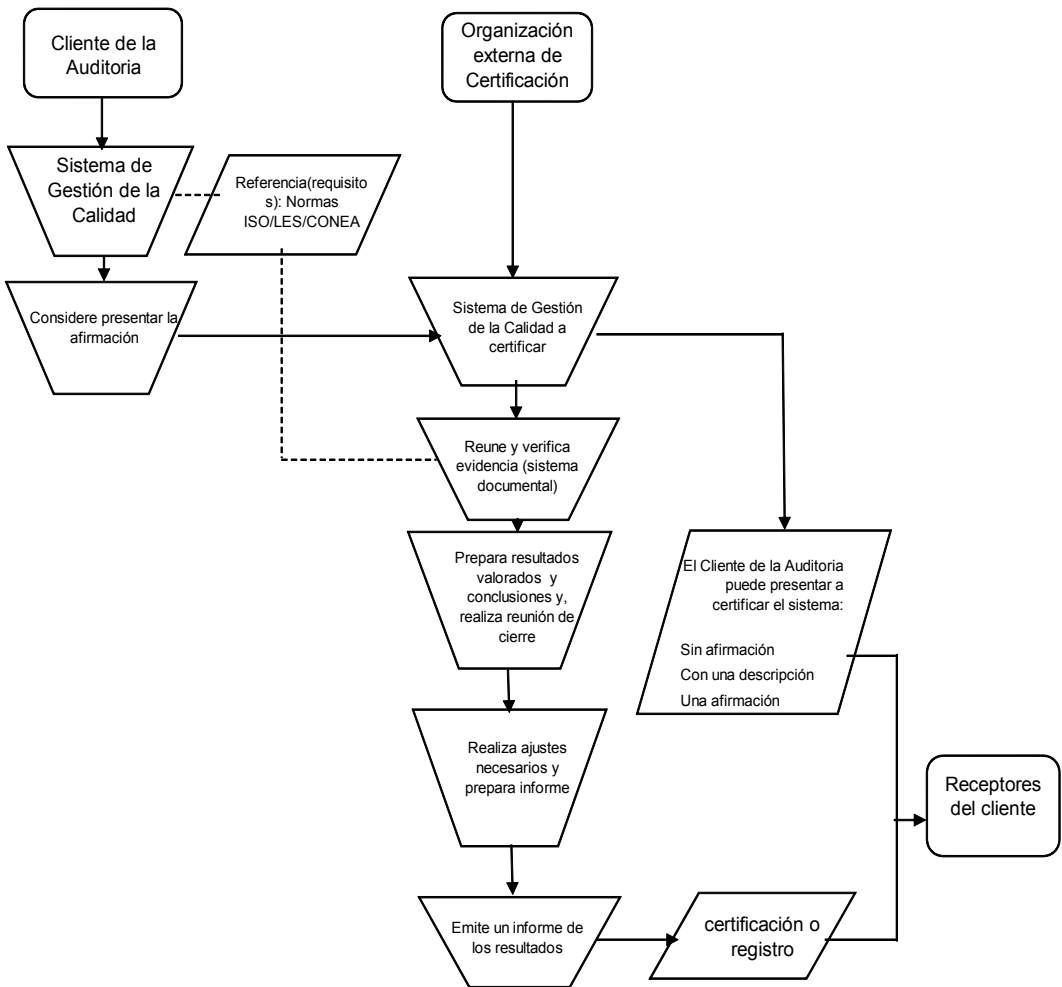 Cliente de la
Auditoria
Organización
externa de
Certificación
Sistema de
Gestión de la
Calidad
Referencia(requisito
s): Normas
ISO/LES/CONEA
Considere presentar la
afirmación
Sistema de Gestión
de la Calidad a
certificar
Reune y verifica
evidencia (sistema
documental)
Prepara resultados
valorados y
conclusiones y,
realiza reunión de
cierre
El Cliente de la Auditoria
puede presentar a
certificar el sistema:
Sin afirmación
Con una descripción
Una afirmación
Realiza ajustes
necesarios y
prepara informe
Receptores
del cliente
Emite un informe de
los resultados
certificación o
registro